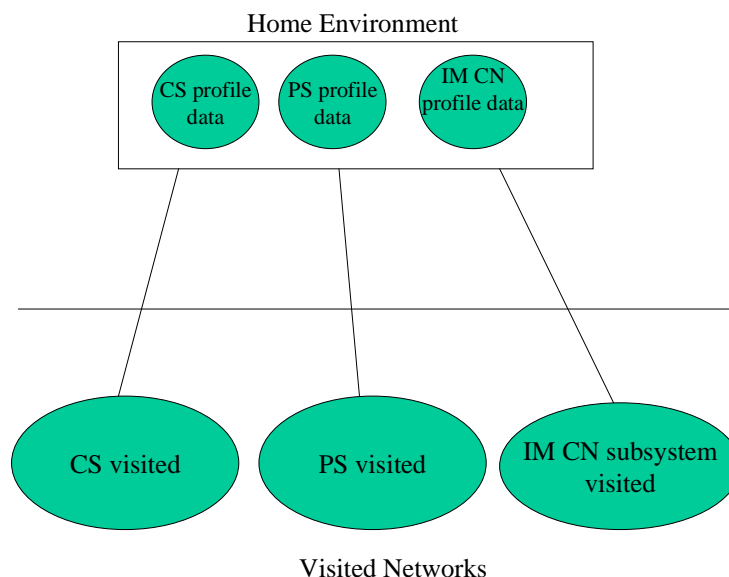 Home Environment
CS profile
data
PS profile
data
IM CN
profile data
CS visited
PS visited
IM CN subsystem
visited
Visited Networks